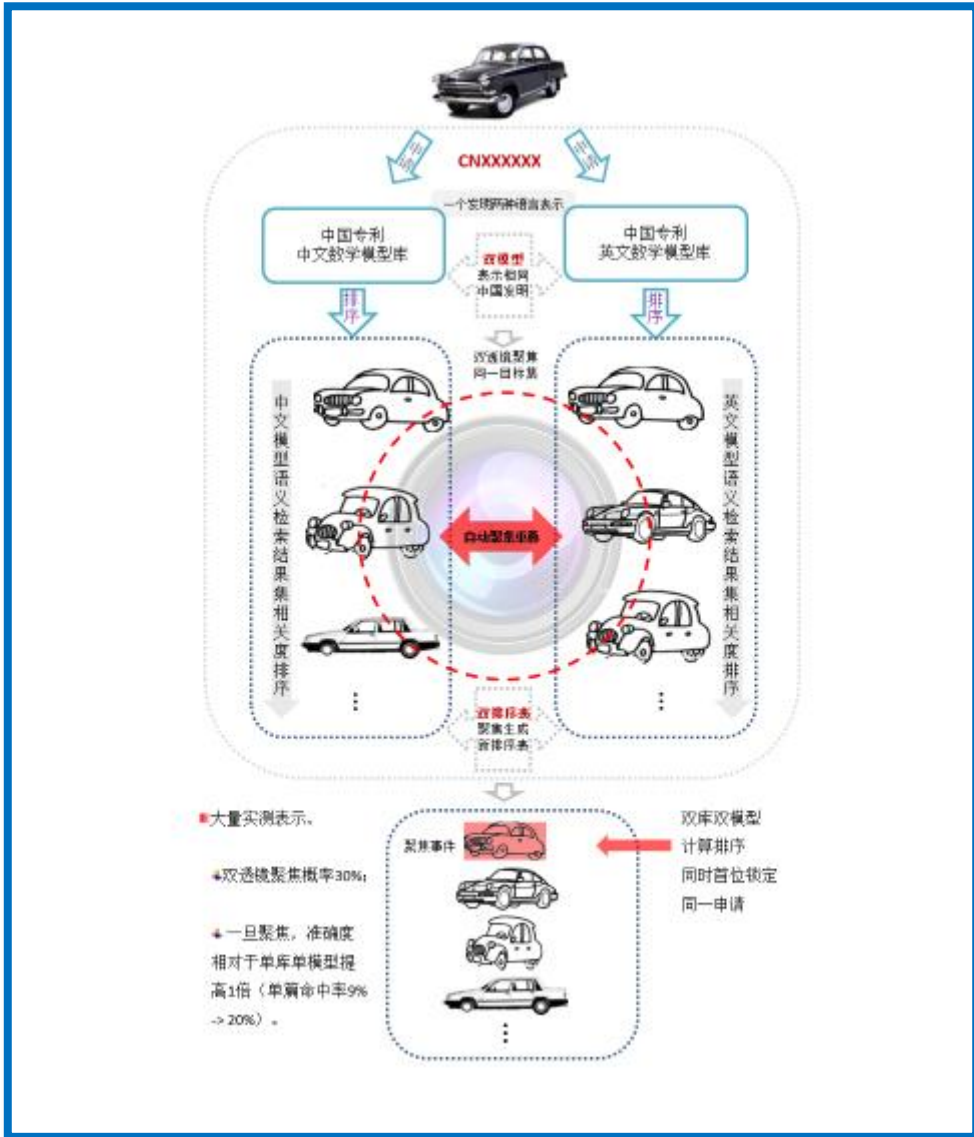 申请
申请
CNXXXXXX
一个发明两种语言表示
中国专利
中文数学模型库
中国专利
英文数学模型库
双模型
表示相同
中国发明
排序
排序
双透镜聚焦
同一目标集
中文模型语义检索结果集相关度排序
英文模型语义检索结果集相关度排序
自动聚焦重叠
双排序表
聚焦生成
新排序表
大量实测表示。
双透镜聚焦概率30%;
一旦聚焦，准确度
相对于单库单模型提
高1倍（单篇命中率9%
-> 20%）。
聚焦事件
双库双模型
计算排序
同时首位锁定
同一申请